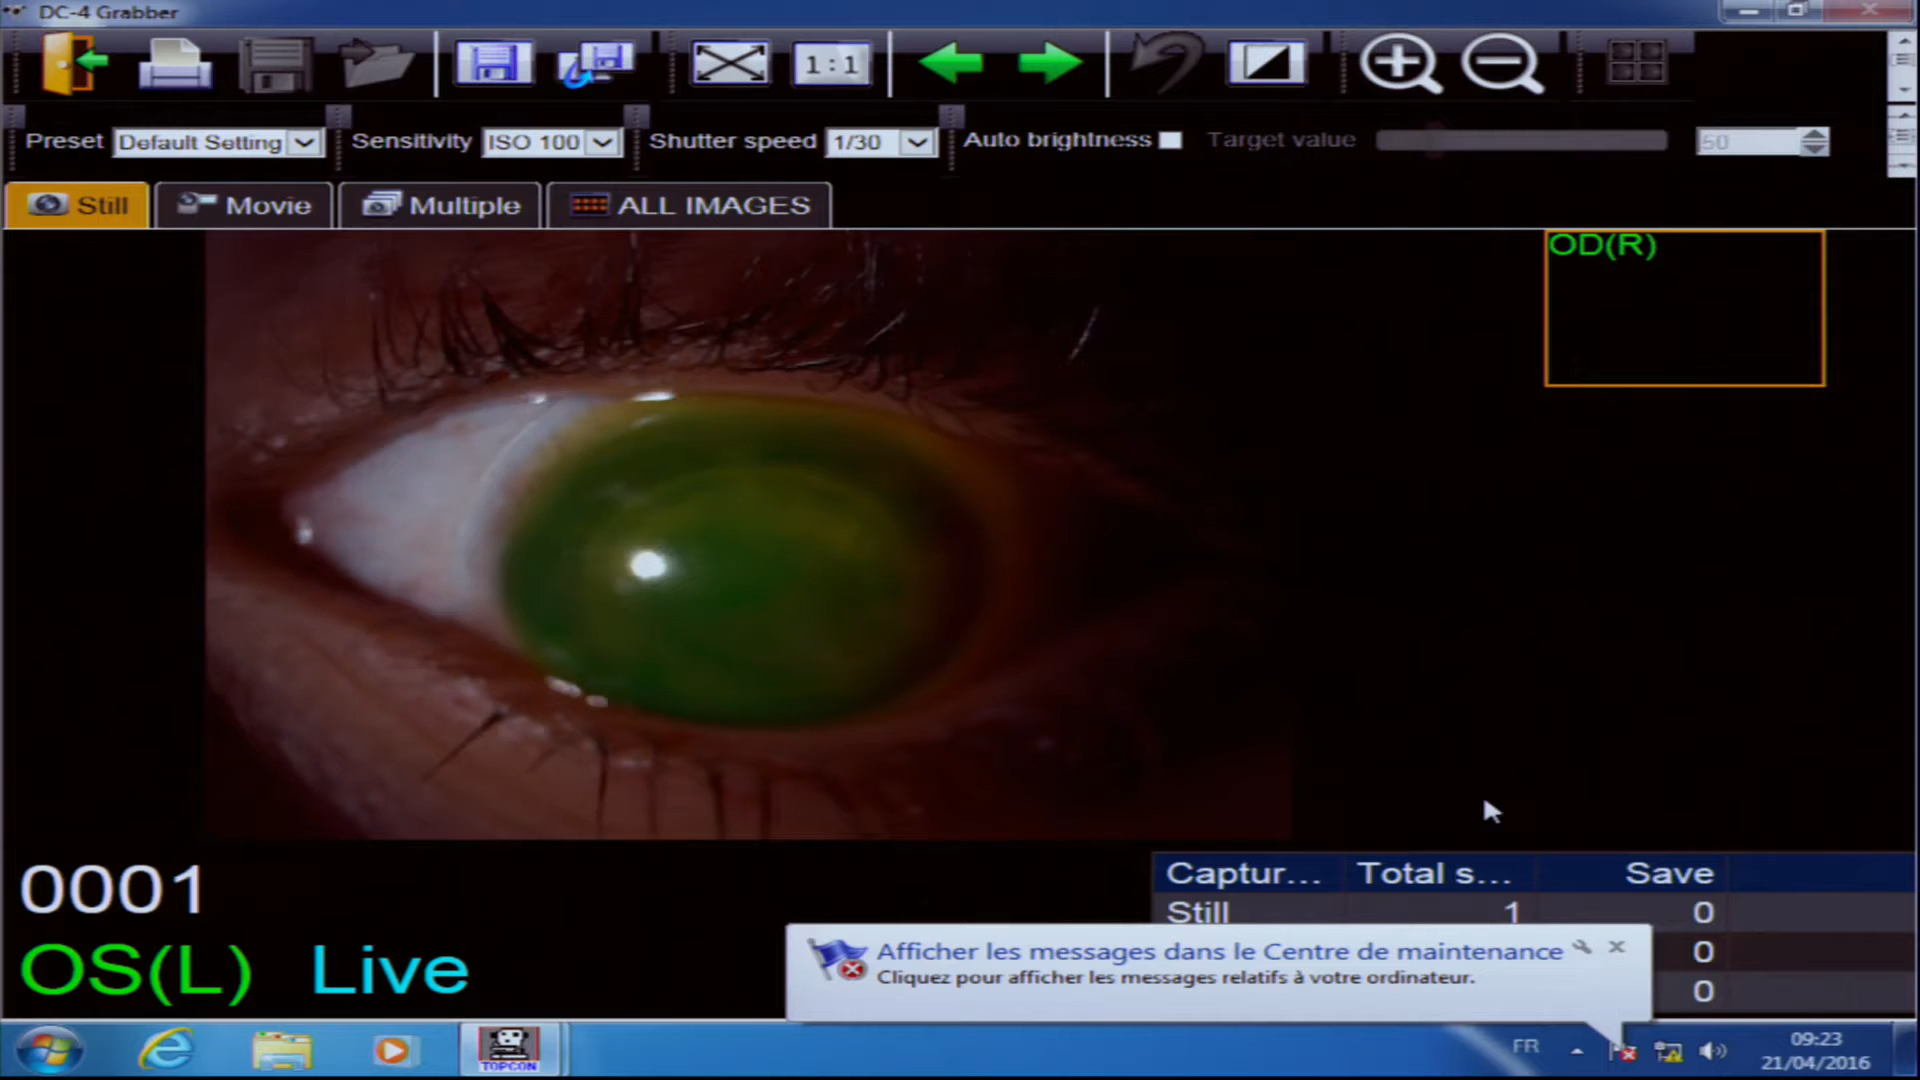 DC-4 Grabber
1:1
Preset Default Setting Sensitivity ISO 100 Shutter speed 1/30 Auto brightness Target value 50
Still Movie Multiple ALL IMAGES
OD(R)
0001
OS(L) Live
Captur... Total s... Save
Still 1 0
0
0
Afficher les messages dans le Centre de maintenance
Cliquez pour afficher les messages relatifs à votre ordinateur.
TOPCON
FR
09:23
21/04/2016